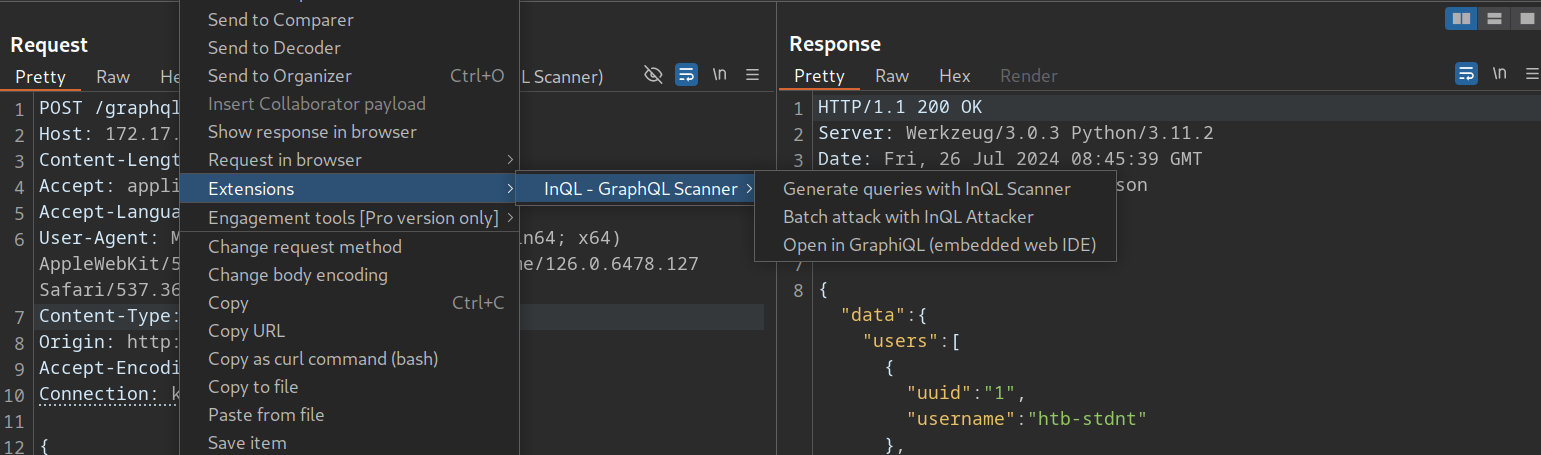 Request
Pretty Raw He
L Scanner) \n
1 POST /graphql
2 Host: 172.17.
3 Content-Lengt
4 Accept: appli
5 Accept-Langua
6 User-Agent: M
in64; x64)
AppleWebKit/5
me/126.0.6478.127
Safari/537.36
7 Content-Type:
8 Origin: http:
9 Accept-Encodi
10 Connection: k
11
12 {
Send to Comparer
Send to Decoder
Send to Organizer Ctrl+O
Insert Collaborator payload
Show response in browser
Request in browser
Extensions
Engagement tools [Pro version only]
Change request method
Change body encoding
Copy Ctrl+C
Copy URL
Copy as curl command (bash)
Copy to file
Paste from file
Save item
InQL - GraphQL Scanner
Generate queries with InQL Scanner
Batch attack with InQL Attacker
Open in GraphiQL (embedded web IDE)
Response
Pretty Raw Hex Render \n
1 HTTP/1.1 200 OK
2 Server: Werkzeug/3.0.3 Python/3.11.2
3 Date: Fri, 26 Jul 2024 08:45:39 GMT
son
7
8 {
"data":{
"users":[
{
"uuid":"1",
"username":"htb-stdnt"
},